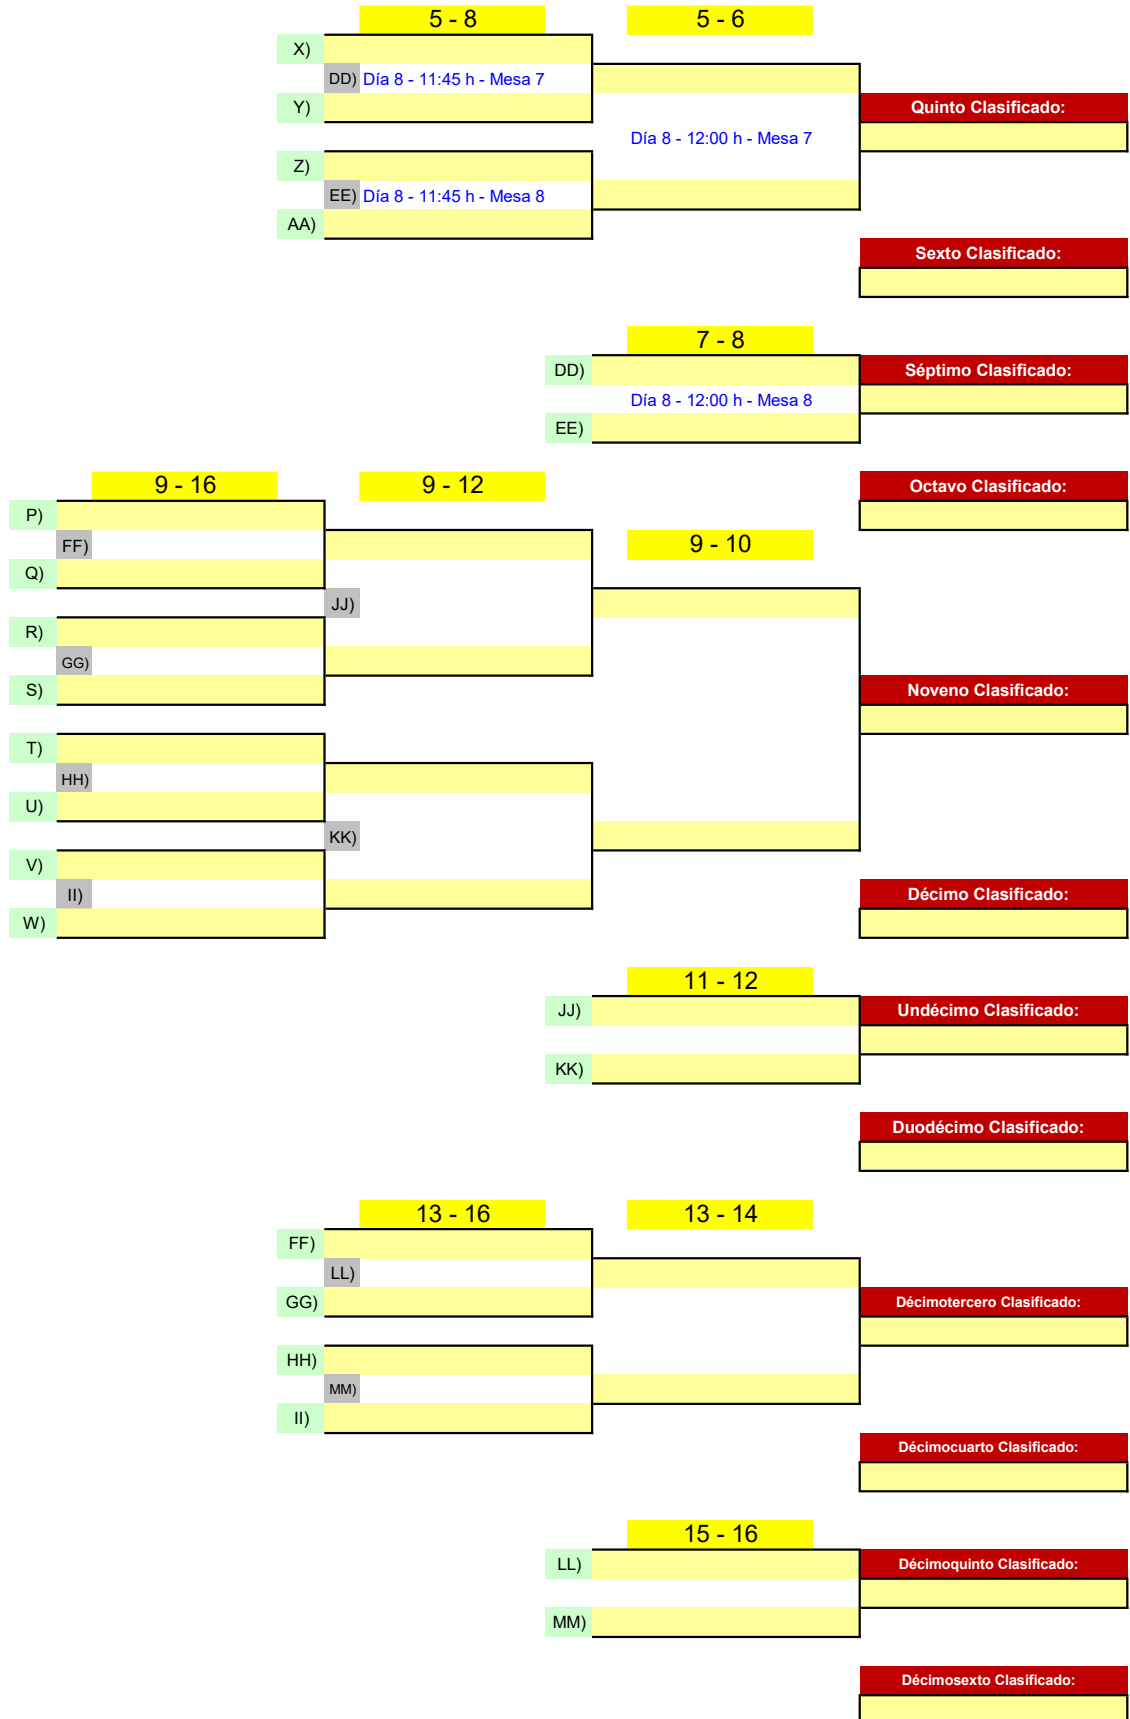 5 - 8
5 - 6
X)
DD) Día 8 - 11:45 h - Mesa 7
Y)
Quinto Clasificado:
Día 8 - 12:00 h - Mesa 7
Z)
EE) Día 8 - 11:45 h - Mesa 8
AA)
Sexto Clasificado:
7 - 8
DD)
Séptimo Clasificado:
Día 8 - 12:00 h - Mesa 8
EE)
9 - 16
9 - 12
Octavo Clasificado:
P)
FF)
9 - 10
Q)
JJ)
R)
GG)
S)
Noveno Clasificado:
T)
HH)
U)
KK)
V)
II)
Décimo Clasificado:
W)
11 - 12
JJ)
Undécimo Clasificado:
KK)
Duodécimo Clasificado:
13 - 16
13 - 14
FF)
LL)
GG)
Décimotercero Clasificado:
HH)
MM)
II)
Décimocuarto Clasificado:
15 - 16
LL)
Décimoquinto Clasificado:
MM)
Décimosexto Clasificado: